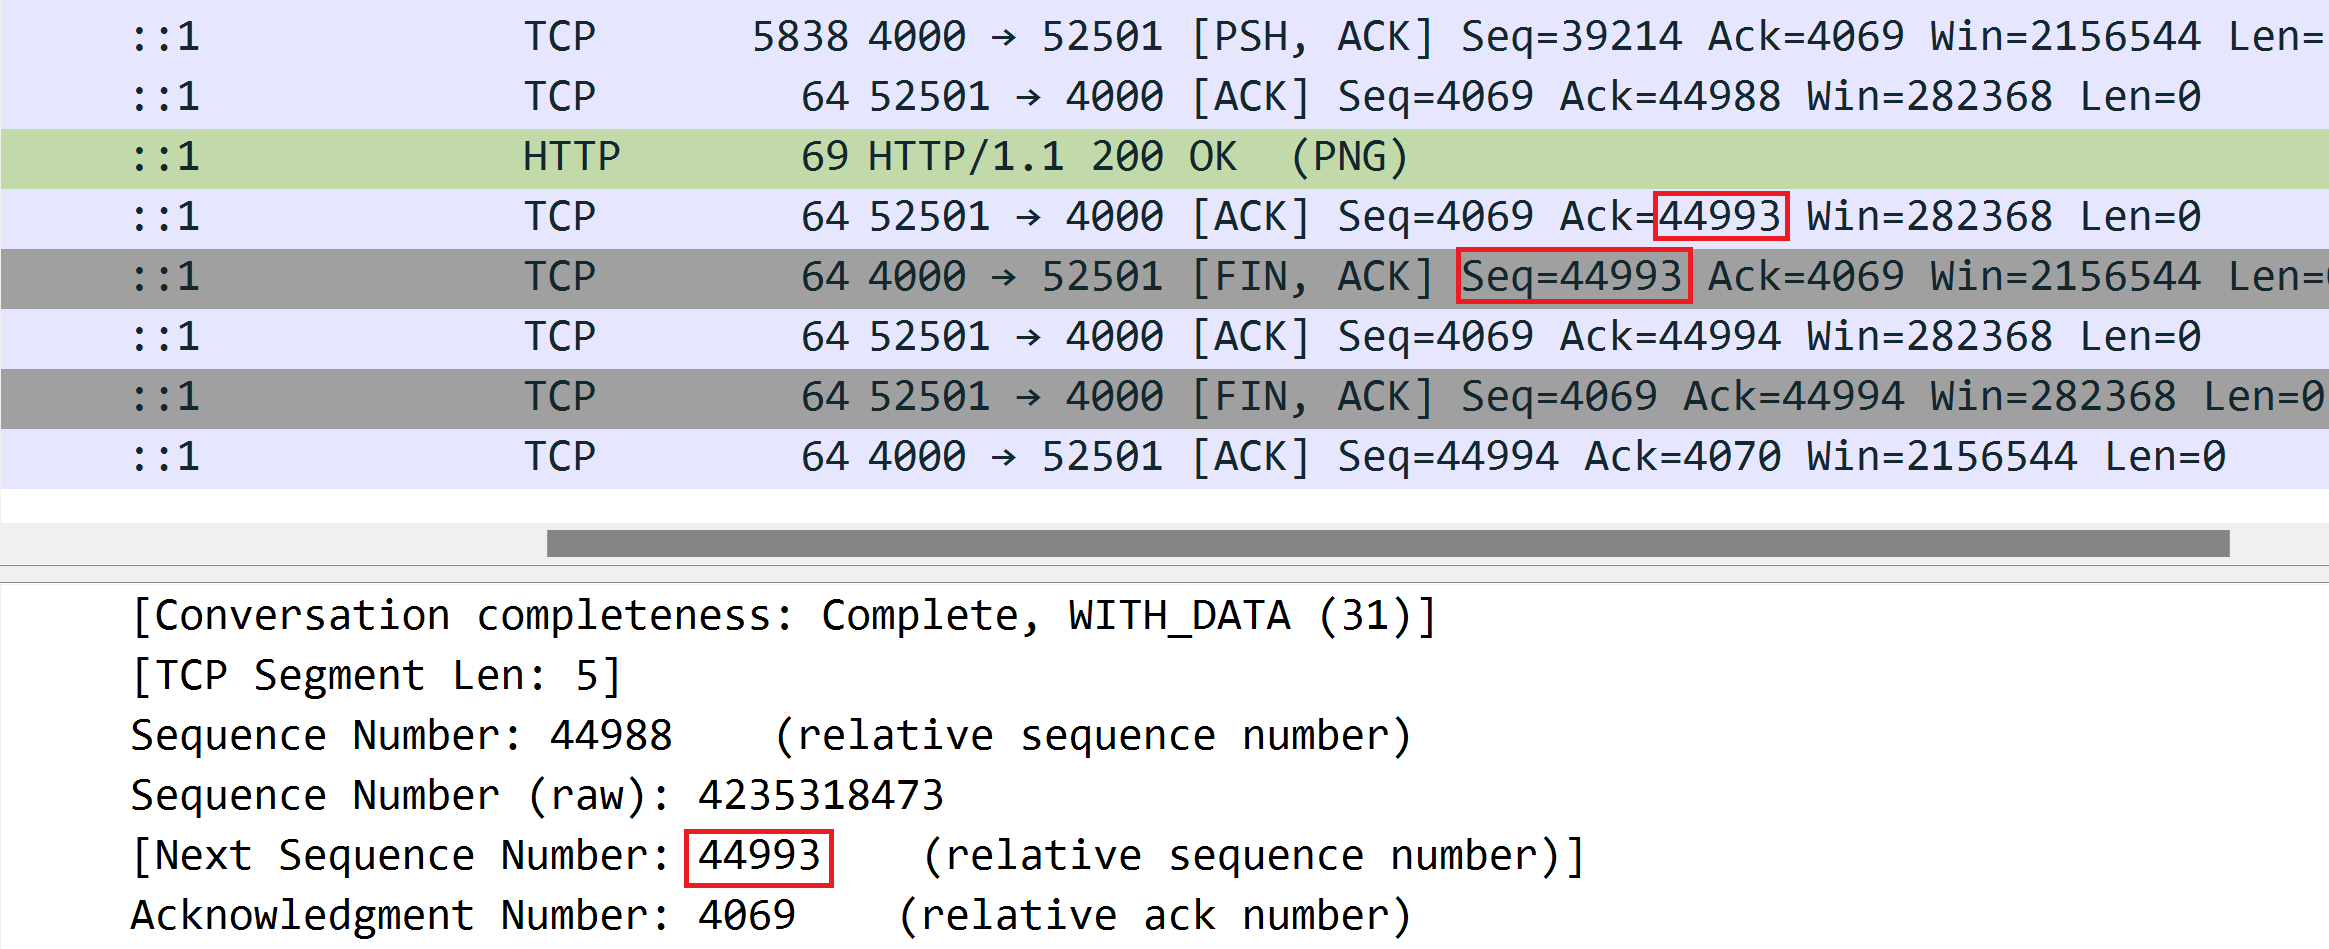 ::1 TCP 5838 4000 → 52501 [PSH, ACK] Seq=39214 Ack=4069 Win=2156544 Len=
::1 TCP 64 52501 → 4000 [ACK] Seq=4069 Ack=44988 Win=282368 Len=0
::1 HTTP 69 HTTP/1.1 200 OK (PNG)
::1 TCP 64 52501 → 4000 [ACK] Seq=4069 Ack=44993 Win=282368 Len=0
::1 TCP 64 4000 → 52501 [FIN, ACK] Seq=44993 Ack=4069 Win=2156544 Len=0
::1 TCP 64 52501 → 4000 [ACK] Seq=4069 Ack=44994 Win=282368 Len=0
::1 TCP 64 52501 → 4000 [FIN, ACK] Seq=4069 Ack=44994 Win=282368 Len=0
::1 TCP 64 4000 → 52501 [ACK] Seq=44994 Ack=4070 Win=2156544 Len=0
[Conversation completeness: Complete, WITH_DATA (31)]
[TCP Segment Len: 5]
Sequence Number: 44988 (relative sequence number)
Sequence Number (raw): 4235318473
[Next Sequence Number: 44993 (relative sequence number)]
Acknowledgment Number: 4069 (relative ack number)